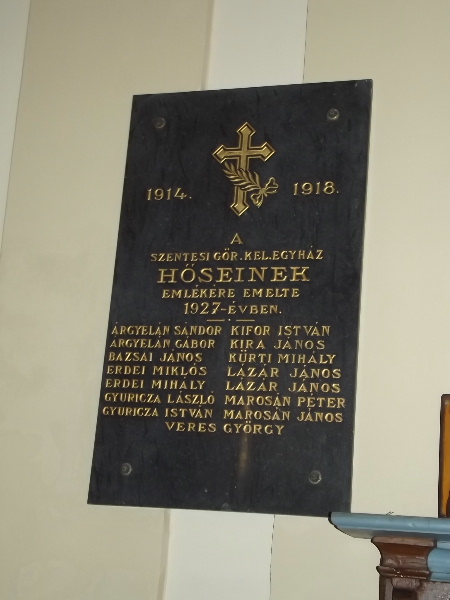 1914. 1918.
A
SZENTESI GÖR. KEL. EGYHÁZ
HŐSEINEK
EMLÉKÉRE EMELTE
1927-ÉVBEN.
ÁRGYELÁN SÁNDOR KIFOR ISTVÁN
ÁRGYELÁN GÁBOR KIRA JÁNOS
BAZSAI JÁNOS KÜRTI MIHÁLY
ERDEI MIKLÓS LÁZÁR JÁNOS
ERDEI MIHÁLY LÁZÁR JÁNOS
GYURICZA LÁSZLÓ MAROSÁN PÉTER
GYURICZA ISTVÁN MAROSÁN JÁNOS
VERES GYÖRGY